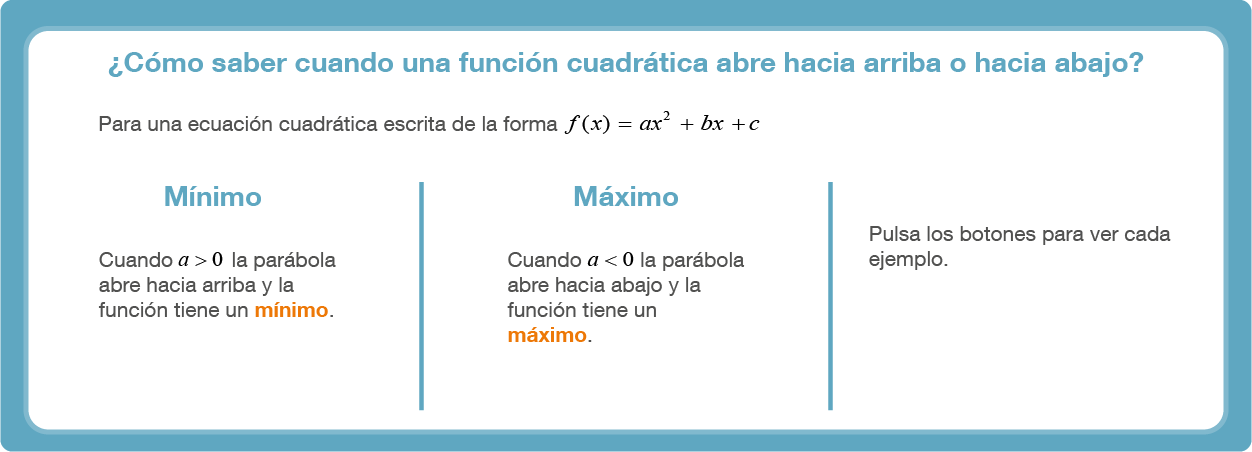 ¿Cómo saber cuando una función cuadrática abre hacia arriba o hacia abajo?
Para una ecuación cuadrática escrita de la forma f(x) = ax² + bx + c
Mínimo
Cuando a > 0 la parábola
abre hacia arriba y la
función tiene un mínimo.
Máximo
Cuando a < 0 la parábola
abre hacia abajo y la
función tiene un
máximo.
Pulsa los botones para ver cada
ejemplo.